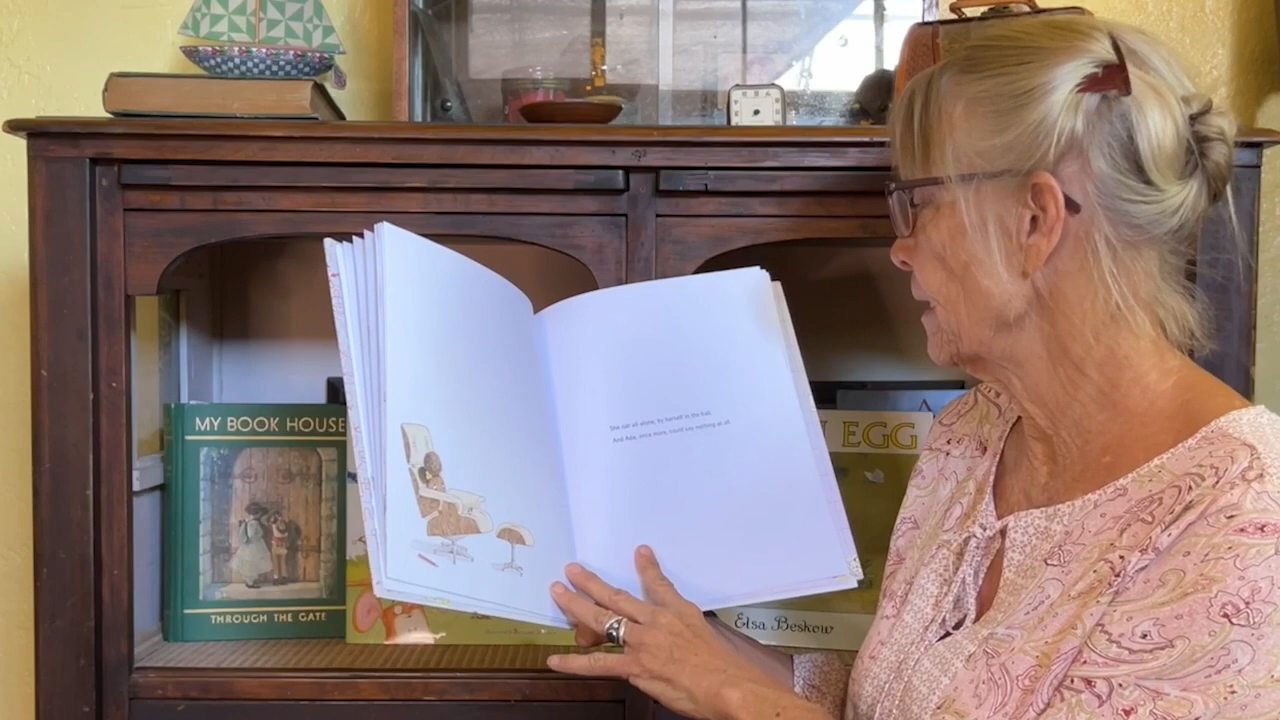 MY BOOK HOUSE
THROUGH THE GATE
She sat all alone, by herself in the hall.
And Ada, once more, could say nothing at all.
EGG
Elsa Beskow